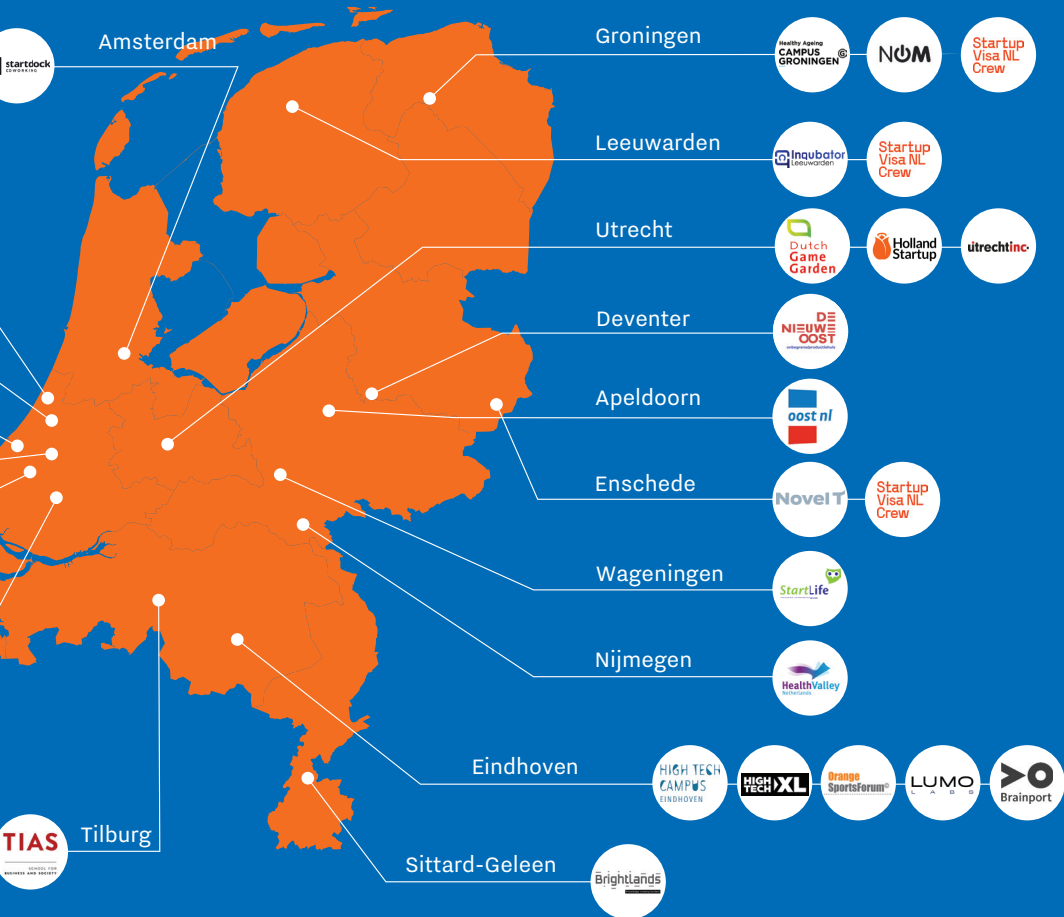 Amsterdam
startdock
COWORKING
Groningen
Healthy Ageing
CAMPUS
GRONINGEN
NOM
Startup
Visa NL
Crew
Leeuwarden
Inqubator
Leeuwarden
Startup
Visa NL
Crew
Utrecht
Dutch
Game
Garden
Holland
Startup
utrechtinc.
Deventer
DE
NIEUWE
OOST
Apeldoorn
oost nl
Enschede
Novel T
Startup
Visa NL
Crew
Wageningen
StartLife
Nijmegen
HealthValley
Netherlands
Eindhoven
HIGH TECH
CAMPUS
EINDHOVEN
HIGH
TECH XL
Orange
SportsForum©
LUMO
LABS
Brainport
TIAS
SCHOOL FOR
BUSINESS AND SOCIETY
Tilburg
Sittard-Geleen
Brightlands